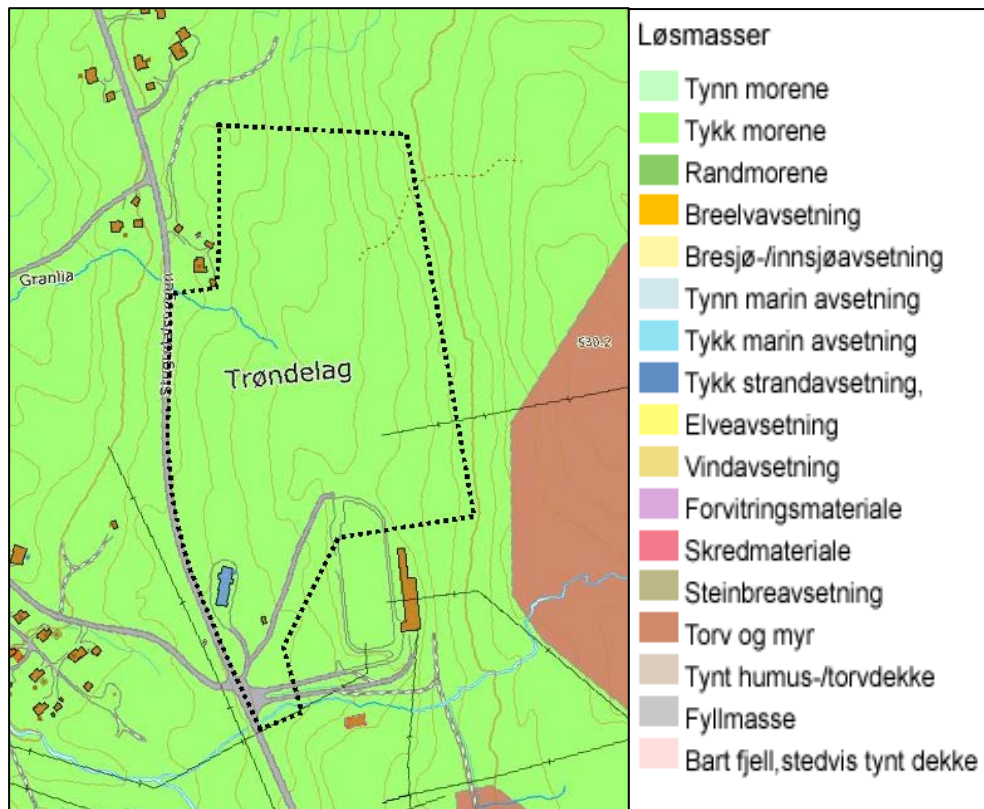 Granlia
Stugudalsvegen
Trøndelag
530.2
Løsmasser
Tynn morene
Tykk morene
Randmorene
Breelvavsetning
Bresjø-/innsjøavsetning
Tynn marin avsetning
Tykk marin avsetning
Tykk strandavsetning,
Elveavsetning
Vindavsetning
Forvitringsmateriale
Skredmateriale
Steinbreavsetning
Torv og myr
Tynt humus-/torvdekke
Fyllmasse
Bart fjell,stedvis tynt dekke